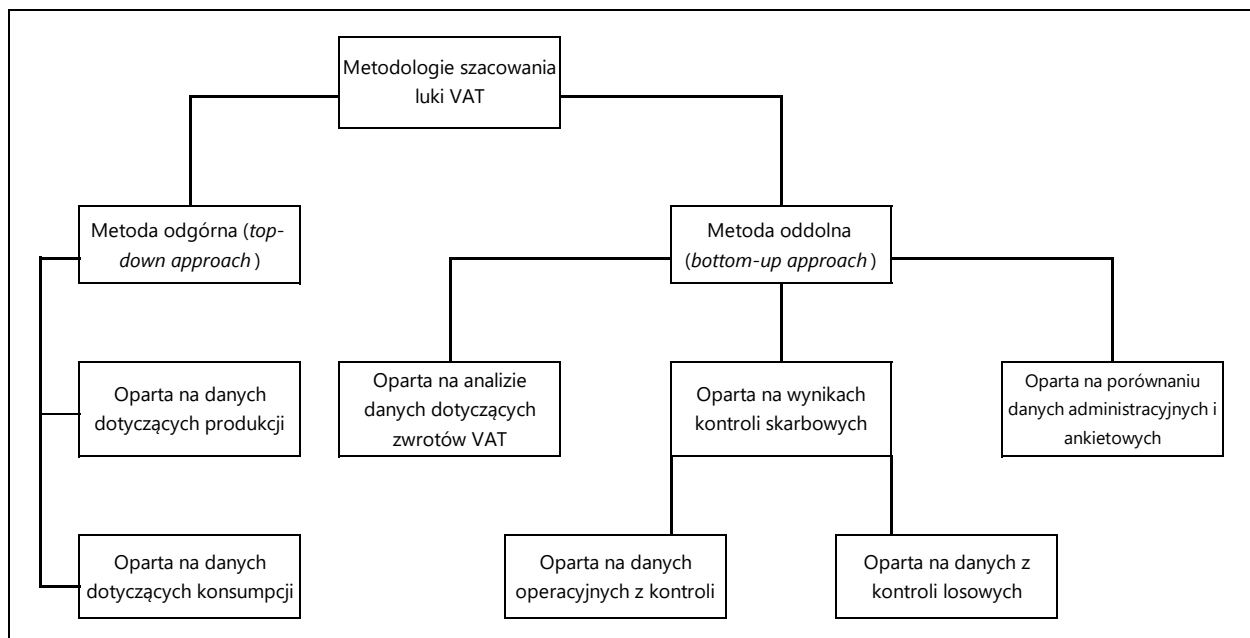 Metodologie szacowania
luki VAT
Metoda odgórna (top-
down approach)
Metoda oddolna
(bottom-up approach)
Oparta na danych
dotyczących produkcji
Oparta na analizie
danych dotyczących
zwrotów VAT
Oparta na wynikach
kontroli skarbowych
Oparta na porównaniu
danych administracyjnych i
ankietowych
Oparta na danych
dotyczących konsumpcji
Oparta na danych
operacyjnych z kontroli
Oparta na danych z
kontroli losowych